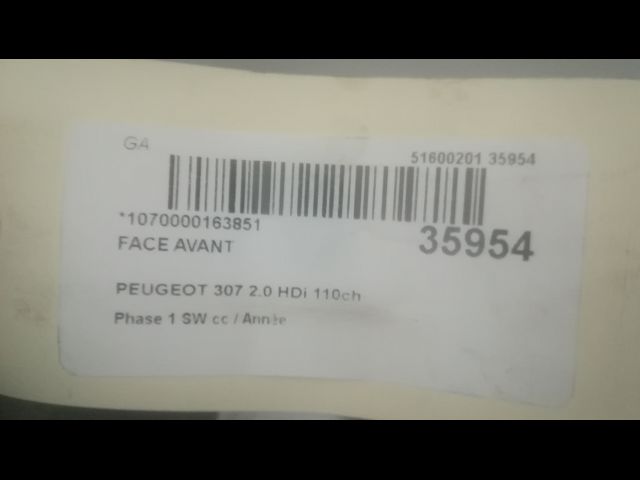 GA
51600201 35954
*1070000163851
35954
FACE AVANT
PEUGEOT 307 2.0 HDi 110ch
Phase 1 SW cc / Année